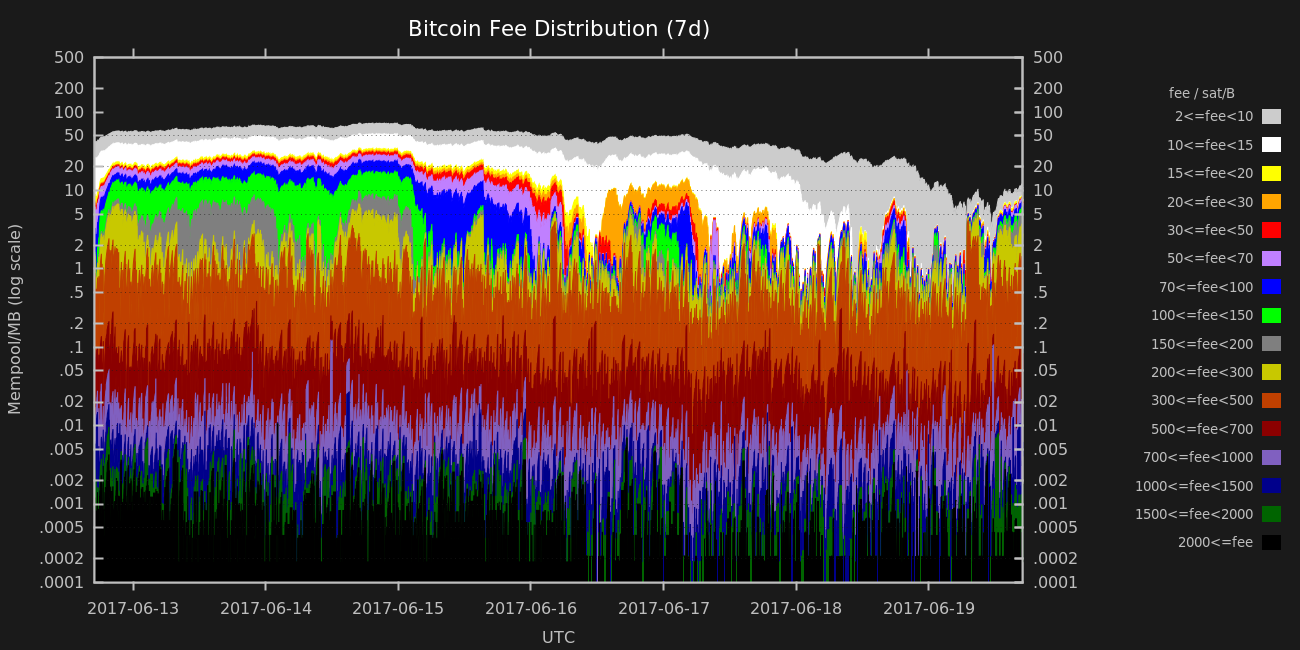 Bitcoin Fee Distribution (7d)
500
200
100
50
20
10
5
2
1
.5
.2
.1
.05
.02
.01
.005
.002
.001
.0005
.0002
.0001
Mempool/MB (log scale)
500
200
100
50
20
10
5
2
1
.5
.2
.1
.05
.02
.01
.005
.002
.001
.0005
.0002
.0001
2017-06-13 2017-06-14 2017-06-15 2017-06-16 2017-06-17 2017-06-18 2017-06-19
UTC
fee / sat/B
2<=fee<10
10<=fee<15
15<=fee<20
20<=fee<30
30<=fee<50
50<=fee<70
70<=fee<100
100<=fee<150
150<=fee<200
200<=fee<300
300<=fee<500
500<=fee<700
700<=fee<1000
1000<=fee<1500
1500<=fee<2000
2000<=fee